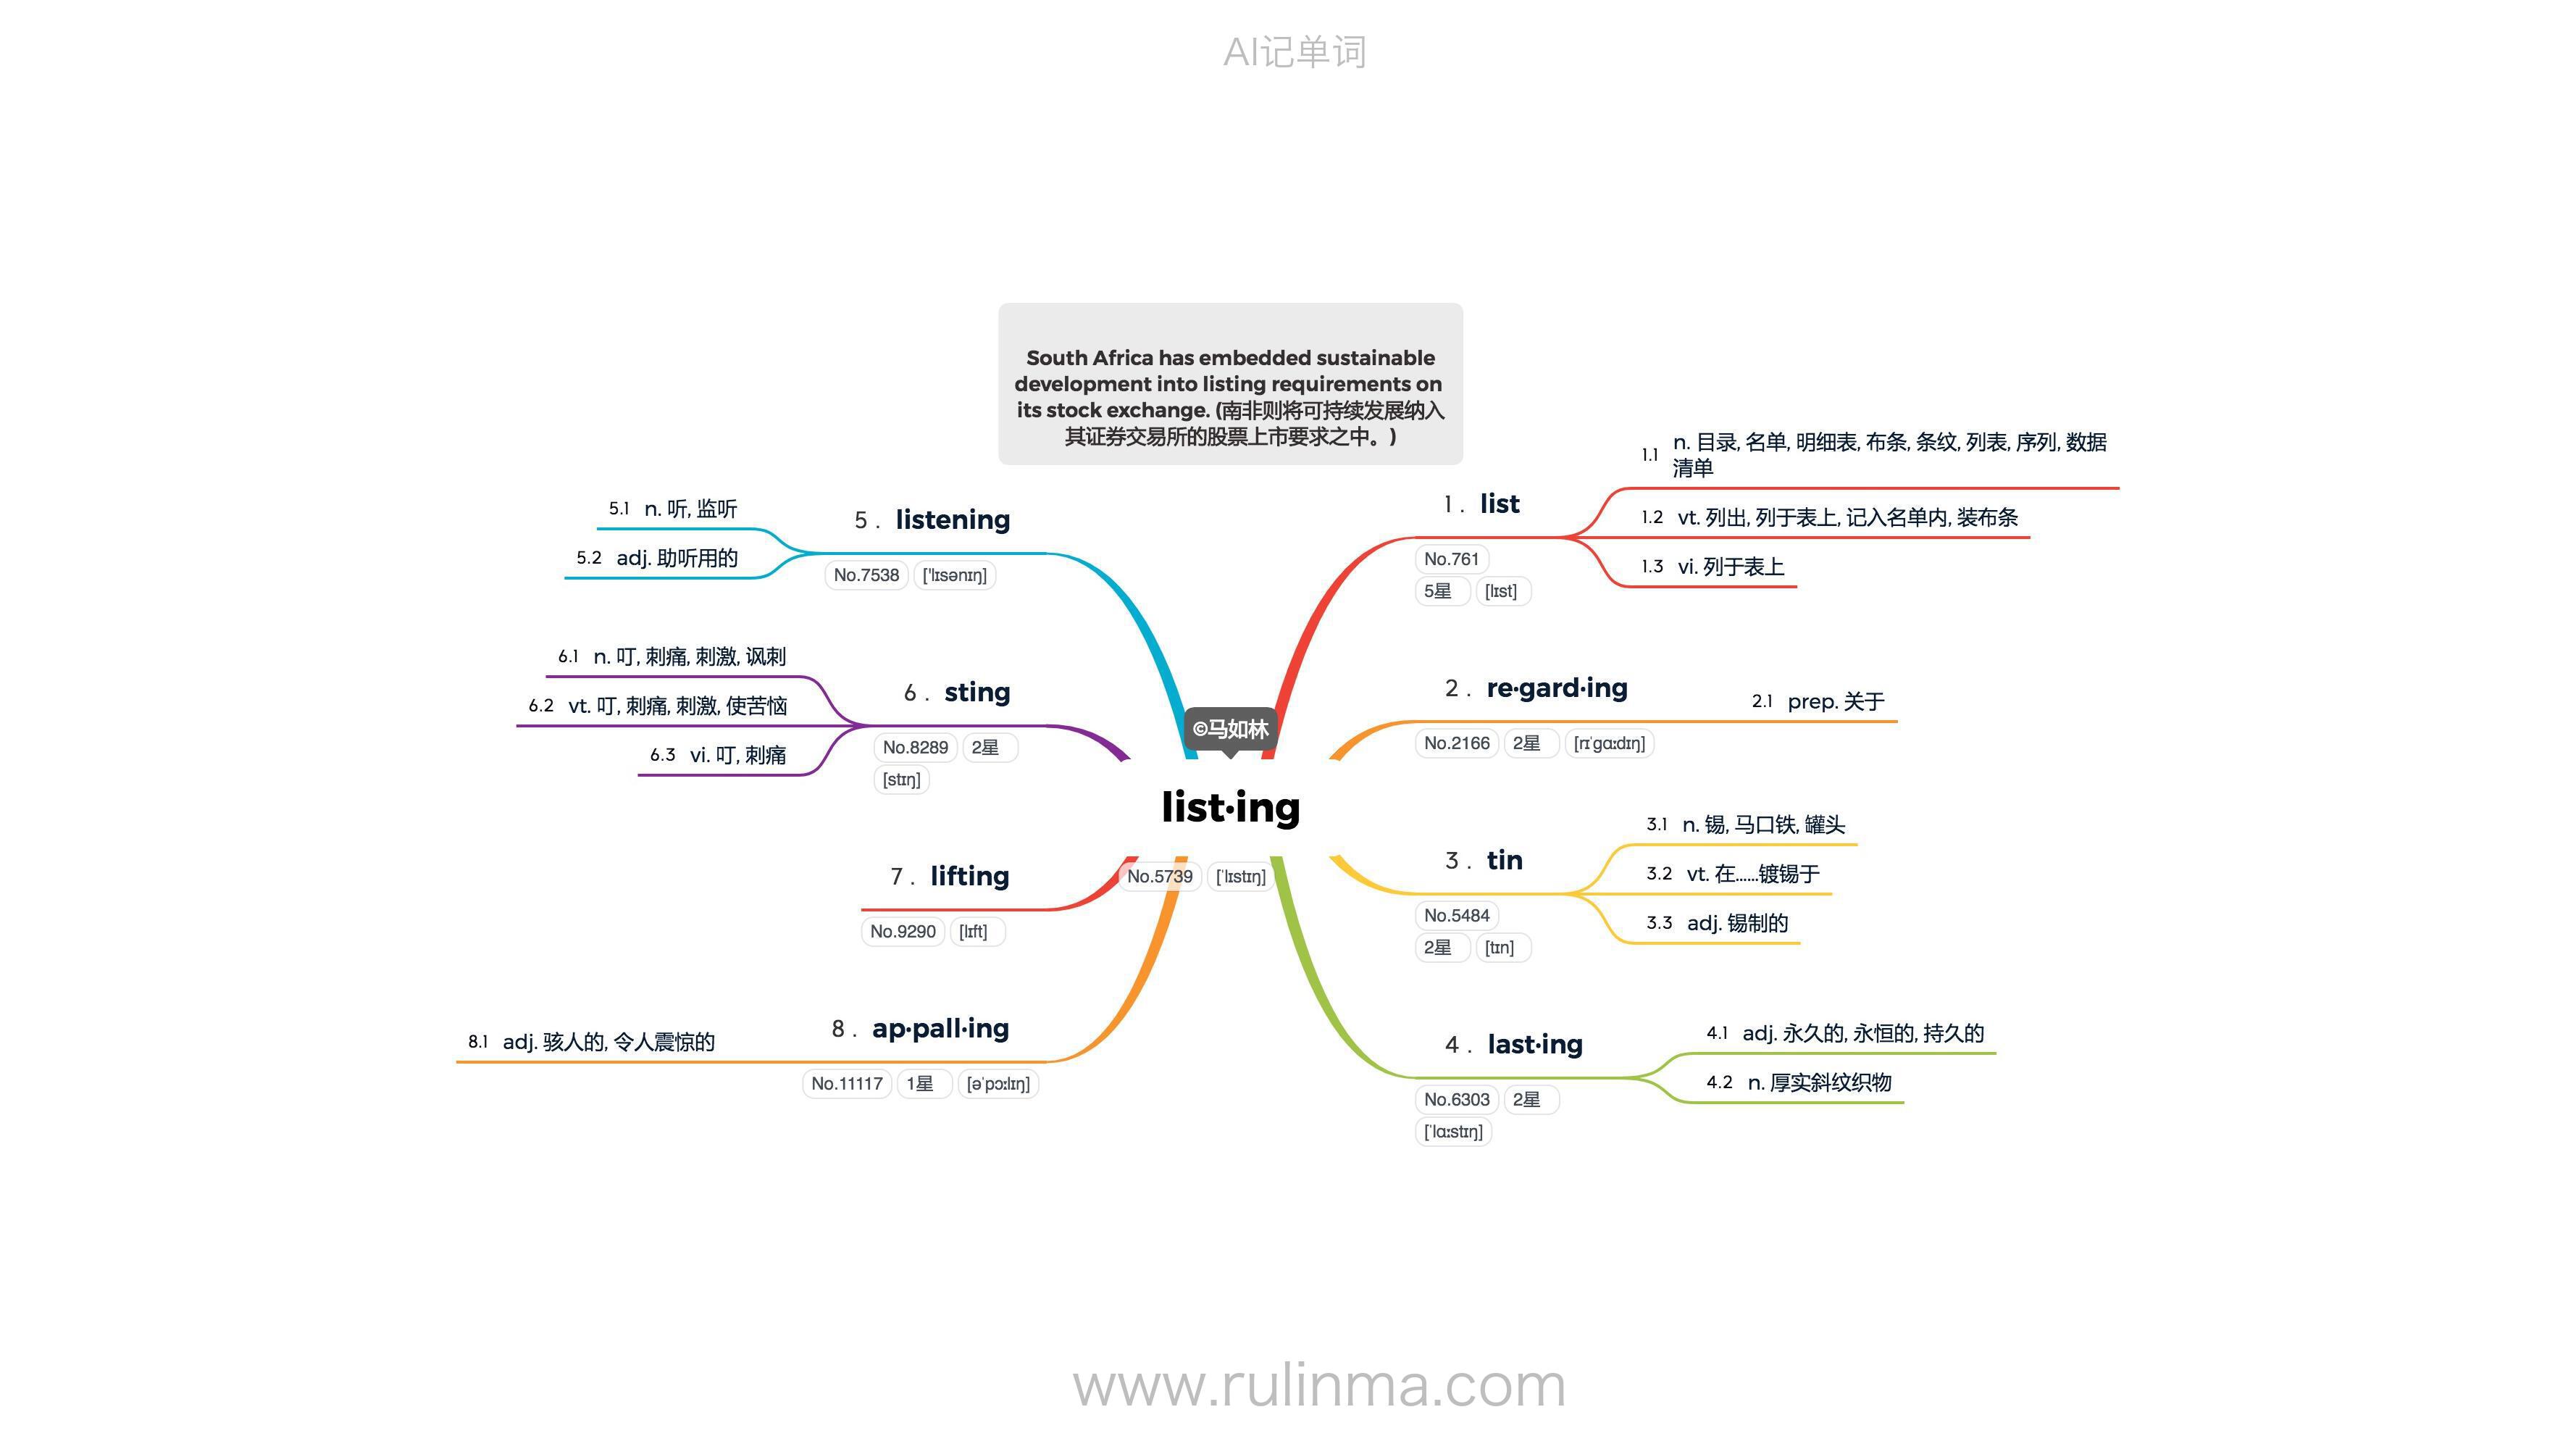 AI记单词
South Africa has embedded sustainable
development into listing requirements on
its stock exchange. (南非则将可持续发展纳入
其证券交易所的股票上市要求之中。)
©马如林
list·ing
No.5739 [ˈlɪstɪŋ]
1 . list
No.761
5星 [lɪst]
1.1 n. 目录, 名单, 明细表, 布条, 条纹, 列表, 序列, 数据
清单
1.2 vt. 列出, 列于表上, 记入名单内, 装布条
1.3 vi. 列于表上
2 . re·gard·ing
No.2166 2星 [rɪˈɡɑːdɪŋ]
2.1 prep. 关于
3 . tin
No.5484
2星 [tɪn]
3.1 n. 锡, 马口铁, 罐头
3.2 vt. 在......镀锡于
3.3 adj. 锡制的
4 . last·ing
No.6303 2星
[ˈlɑːstɪŋ]
4.1 adj. 永久的, 永恒的, 持久的
4.2 n. 厚实斜纹织物
5 . listening
No.7538 ['lɪsənɪŋ]
5.1 n. 听, 监听
5.2 adj. 助听用的
6 . sting
No.8289 2星
[stɪŋ]
6.1 n. 叮, 刺痛, 刺激, 讽刺
6.2 vt. 叮, 刺痛, 刺激, 使苦恼
6.3 vi. 叮, 刺痛
7 . lifting
No.9290 [lɪft]
8 . ap·pall·ing
No.11117 1星 [əˈpɔːlɪŋ]
8.1 adj. 骇人的, 令人震惊的
www.rulinma.com